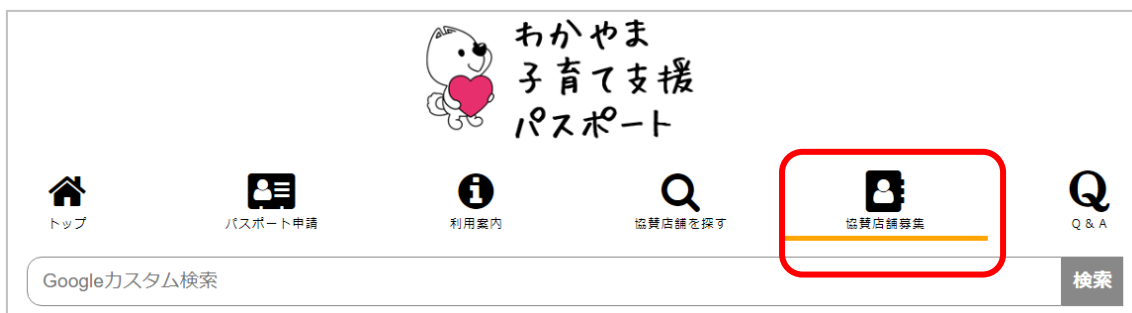 わかやま
子育て支援
パスポート
トップ
パスポート申請
利用案内
協賛店舗を探す
協賛店舗募集
Q
Q & A
Googleカスタム検索
検索